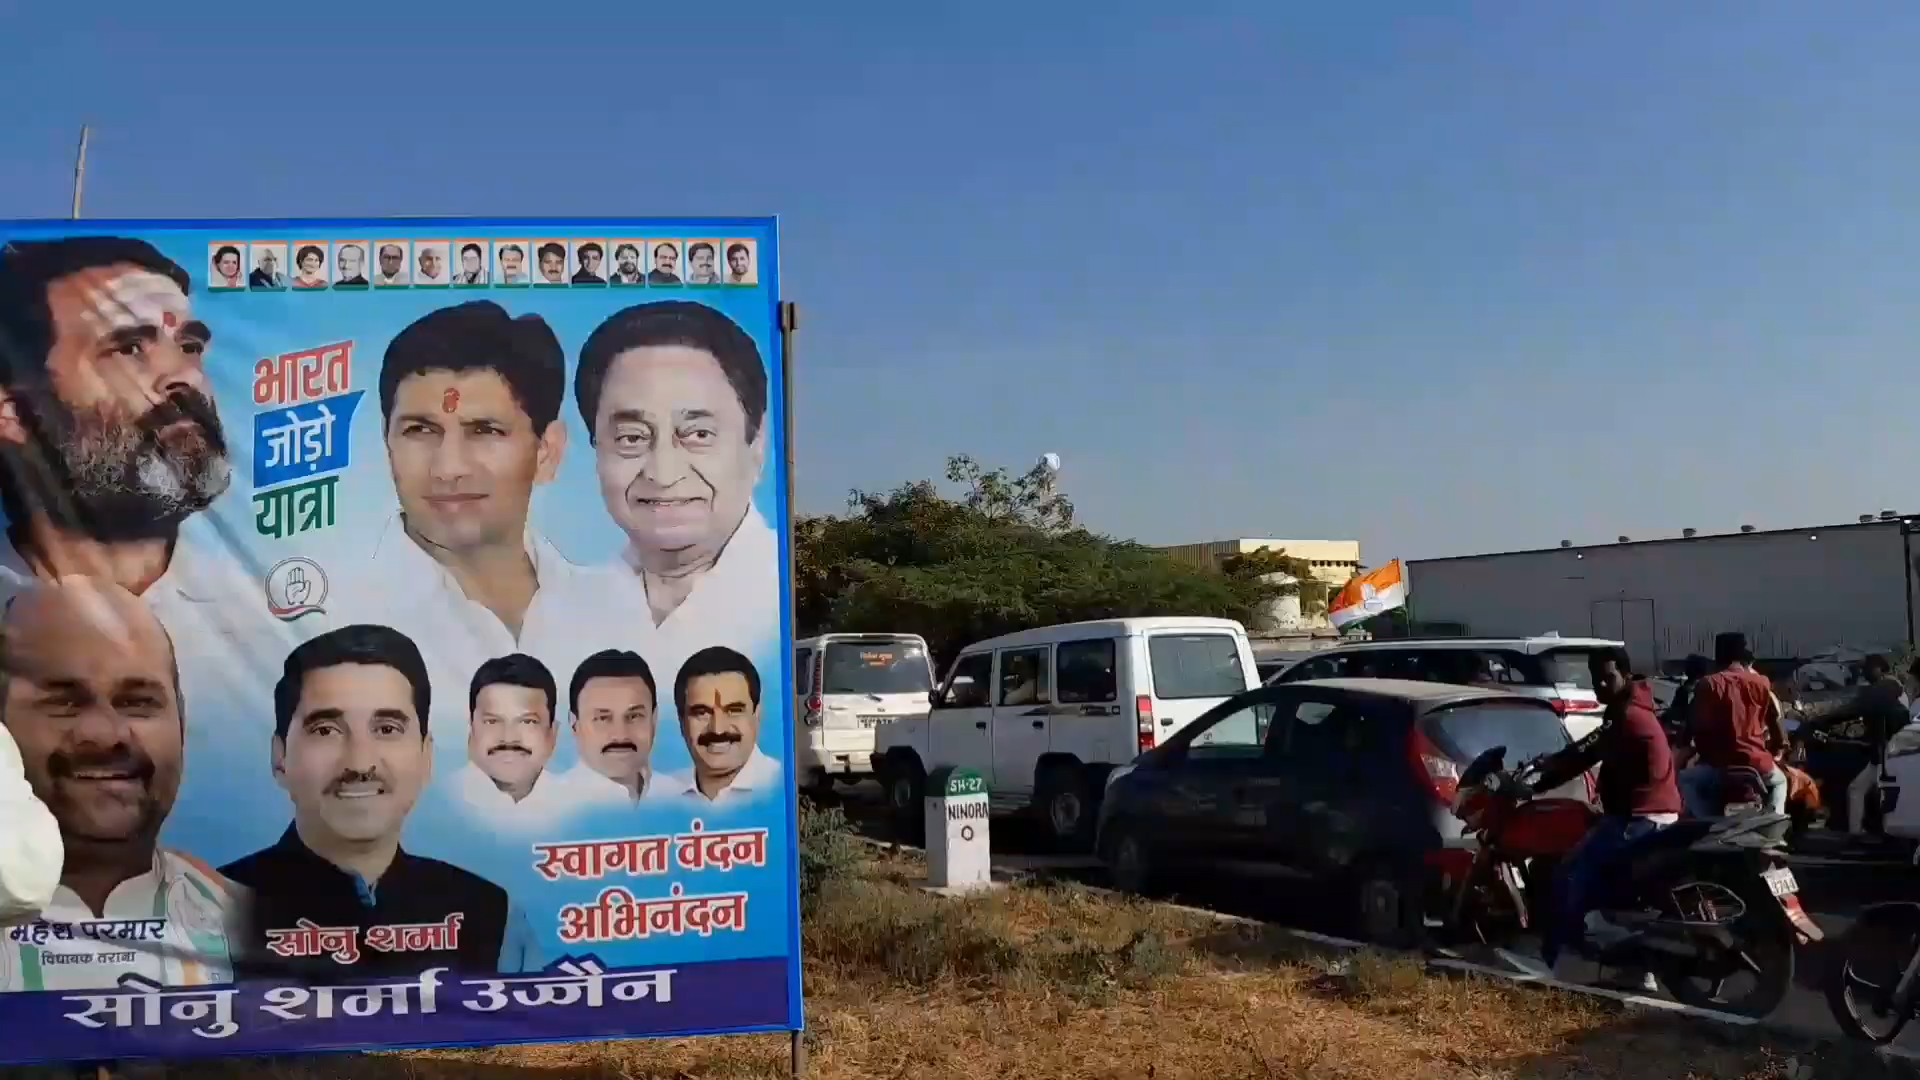 भारत
जोड़ो
यात्रा
स्वागत वंदन
अभिनंदन
महेश परमार
विधायक तराना
सोनु शर्मा
सोनु शर्मा उज्जैन
SH-27
NINORA
0